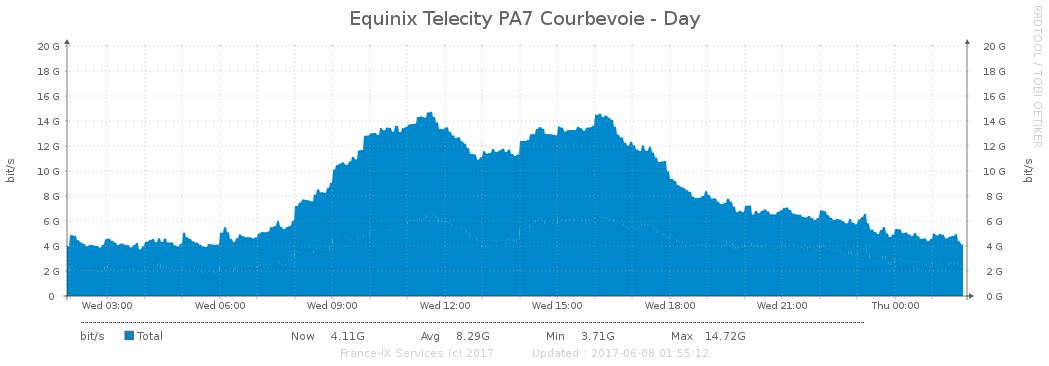 Equinix Telecity PA7 Courbevoie - Day
RRDTOOL / TOBI OETIKER
bit/s
20 G
18 G
16 G
14 G
12 G
10 G
8 G
6 G
4 G
2 G
0
20 G
18 G
16 G
14 G
12 G
10 G
8 G
6 G
4 G
2 G
0 G
bit/s
Wed 03:00 Wed 06:00 Wed 09:00 Wed 12:00 Wed 15:00 Wed 18:00 Wed 21:00 Thu 00:00
bit/s Total Now 4.11G Avg 8.29G Min 3.71G Max 14.72G
France-IX Services (c) 2017 Updated : 2017-06-08 01:55:12